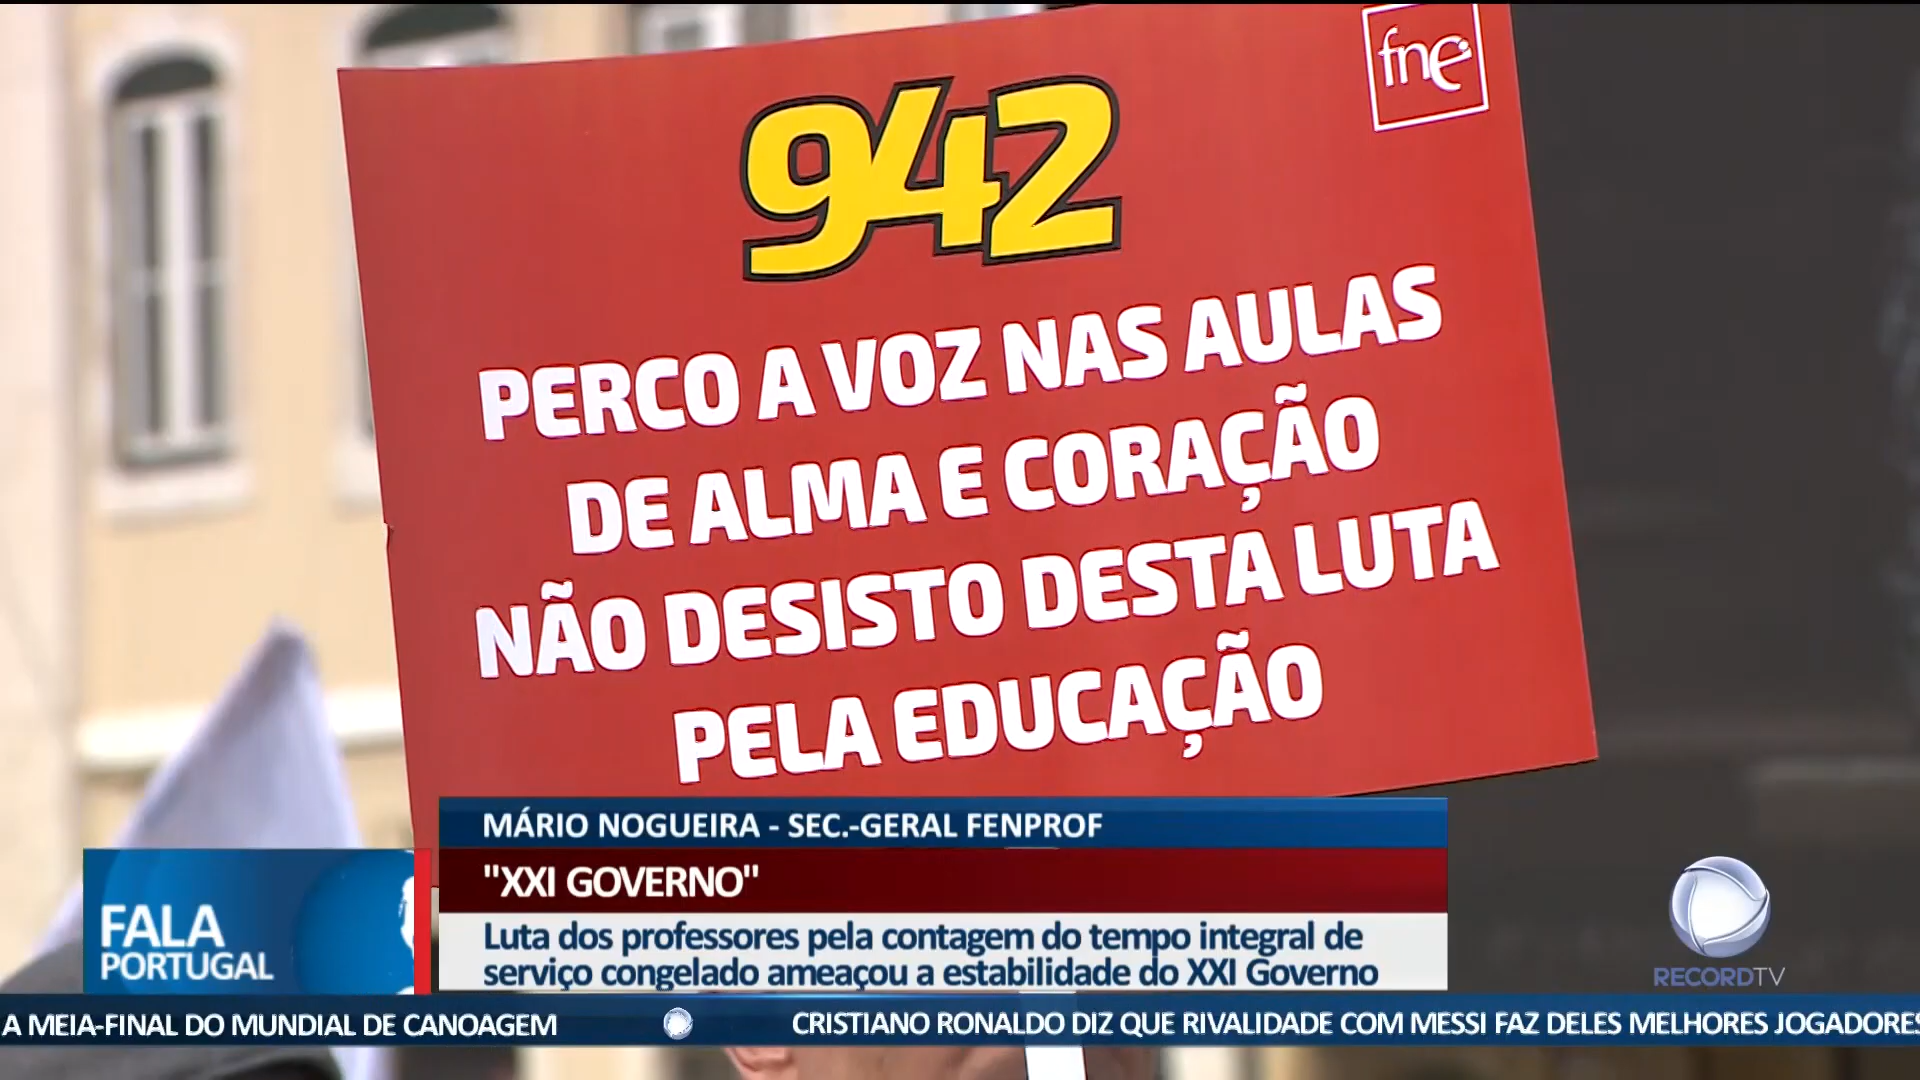 fne
942
PERCO A VOZ NAS AULAS
DE ALMA E CORAÇÃO
NÃO DESISTO DESTA LUTA
PELA EDUCAÇÃO
MÁRIO NOGUEIRA - SEC.-GERAL FENPROF
"XXI GOVERNO"
Luta dos professores pela contagem do tempo integral de
serviço congelado ameaçou a estabilidade do XXI Governo
FALA
PORTUGAL
RECORDTV
A MEIA-FINAL DO MUNDIAL DE CANOAGEM
CRISTIANO RONALDO DIZ QUE RIVALIDADE COM MESSI FAZ DELES MELHORES JOGADORES